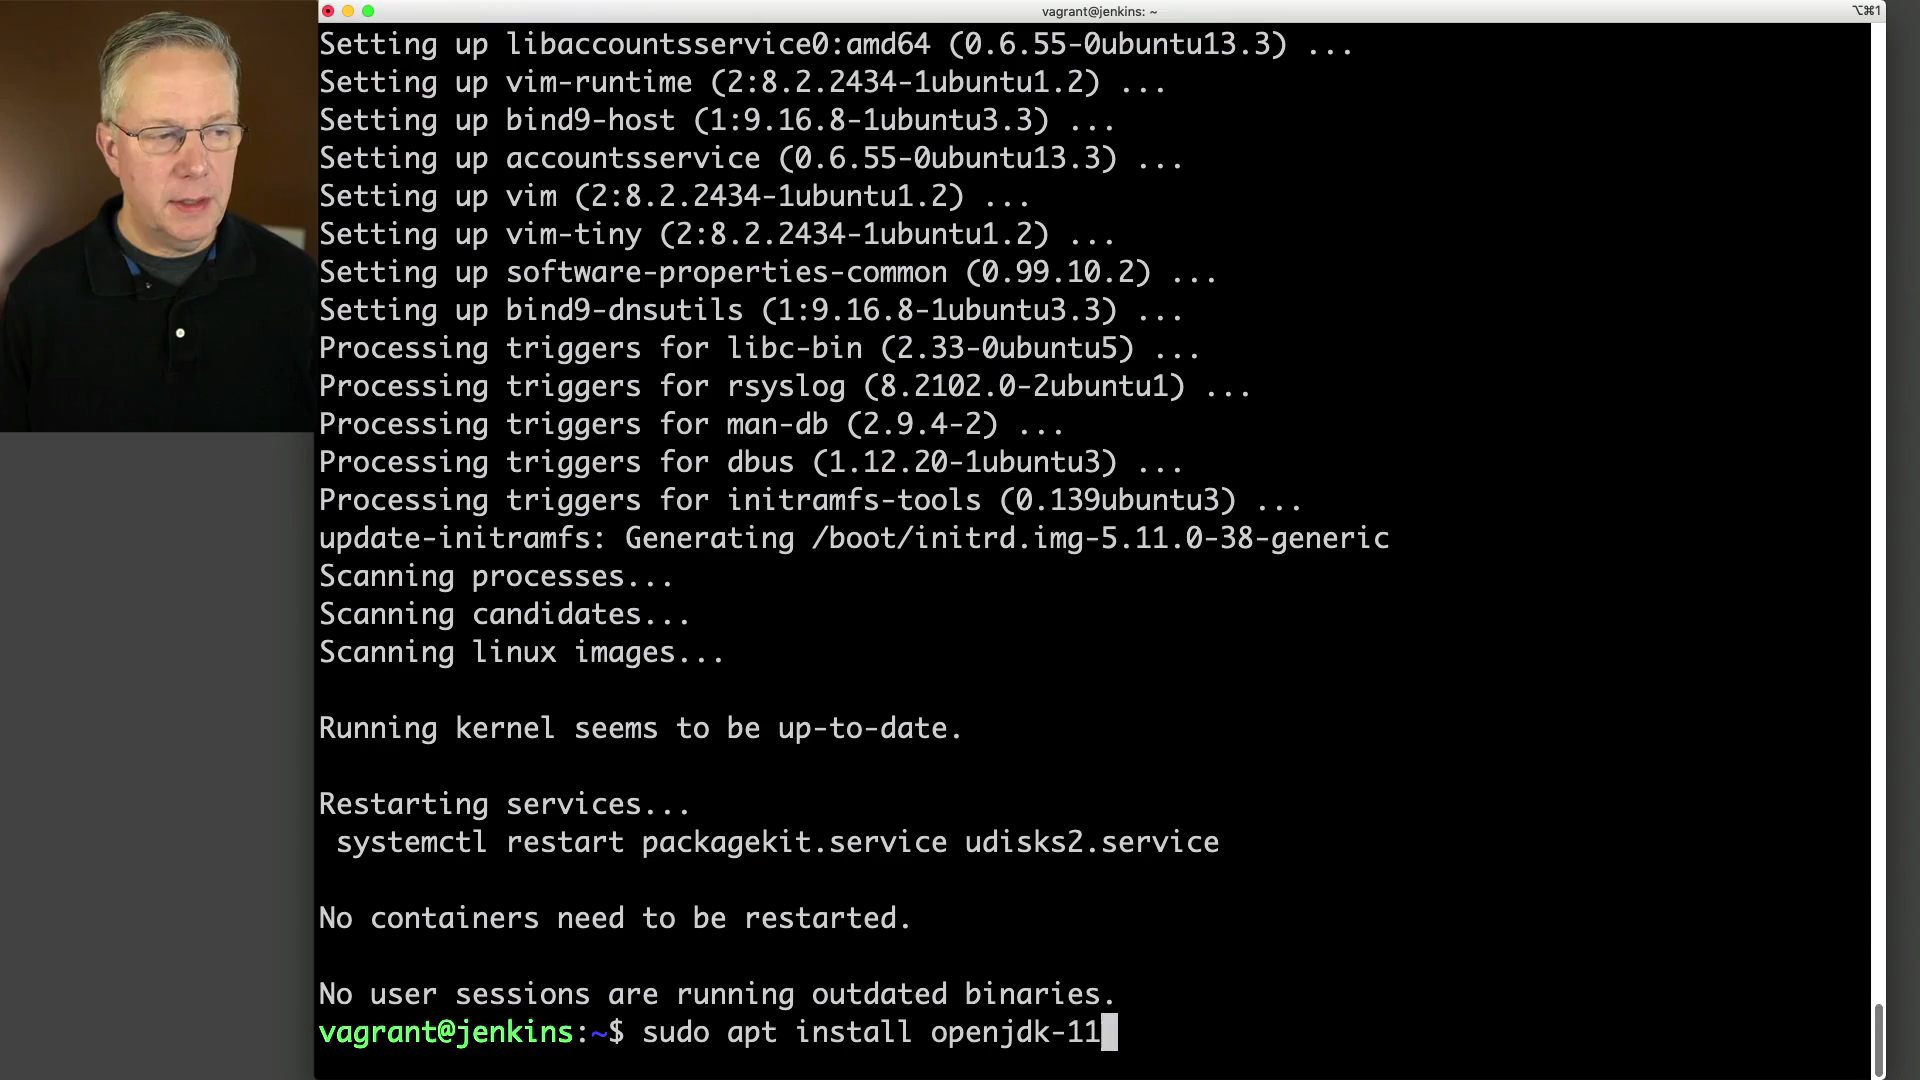 vagrant@jenkins: ~
⌥⌘1
Setting up libaccountsservice0:amd64 (0.6.55-0ubuntu13.3) ...
Setting up vim-runtime (2:8.2.2434-1ubuntu1.2) ...
Setting up bind9-host (1:9.16.8-1ubuntu3.3) ...
Setting up accountsservice (0.6.55-0ubuntu13.3) ...
Setting up vim (2:8.2.2434-1ubuntu1.2) ...
Setting up vim-tiny (2:8.2.2434-1ubuntu1.2) ...
Setting up software-properties-common (0.99.10.2) ...
Setting up bind9-dnsutils (1:9.16.8-1ubuntu3.3) ...
Processing triggers for libc-bin (2.33-0ubuntu5) ...
Processing triggers for rsyslog (8.2102.0-2ubuntu1) ...
Processing triggers for man-db (2.9.4-2) ...
Processing triggers for dbus (1.12.20-1ubuntu3) ...
Processing triggers for initramfs-tools (0.139ubuntu3) ...
update-initramfs: Generating /boot/initrd.img-5.11.0-38-generic
Scanning processes...
Scanning candidates...
Scanning linux images...
Running kernel seems to be up-to-date.
Restarting services...
systemctl restart packagekit.service udisks2.service
No containers need to be restarted.
No user sessions are running outdated binaries.
vagrant@jenkins:~$ sudo apt install openjdk-11